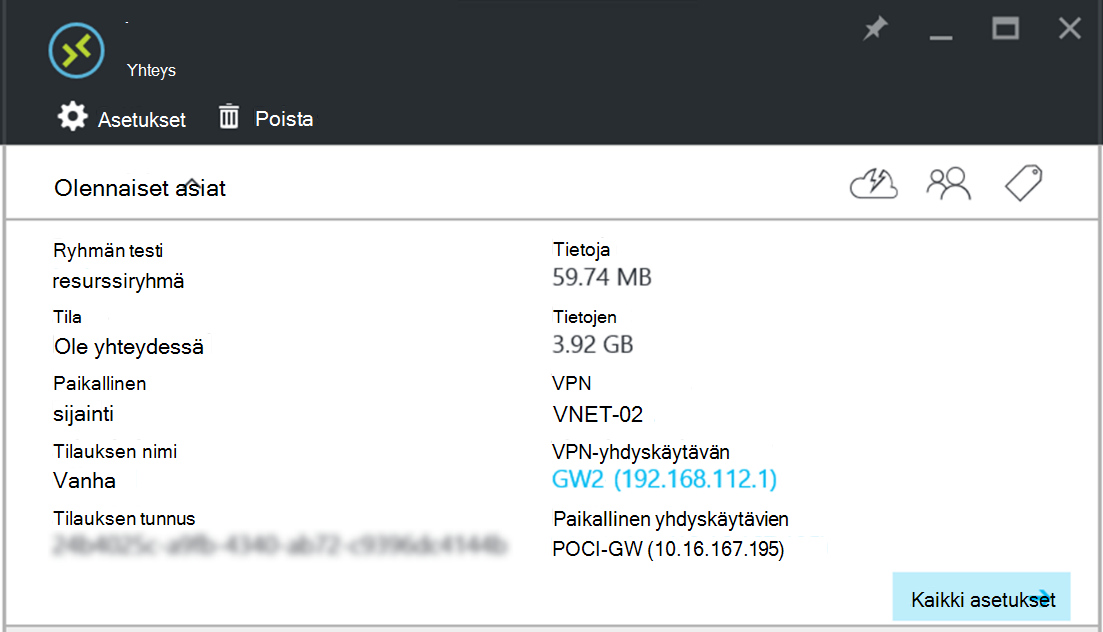 Yhteys
Asetukset Poista
Olennaiset asiat
Ryhmän testi
resurssiryhmä
Tietoja
59.74 MB
Tila
Ole yhteydessä
Tietojen
3.92 GB
Paikallinen
sijainti
VPN
VNET-02
Tilauksen nimi
Vanha
VPN-yhdyskäytävän
GW2 (192.168.112.1)
Tilauksen tunnus
Paikallinen yhdyskäytävien
POCI-GW (10.16.167.195)
Kaikki asetukset